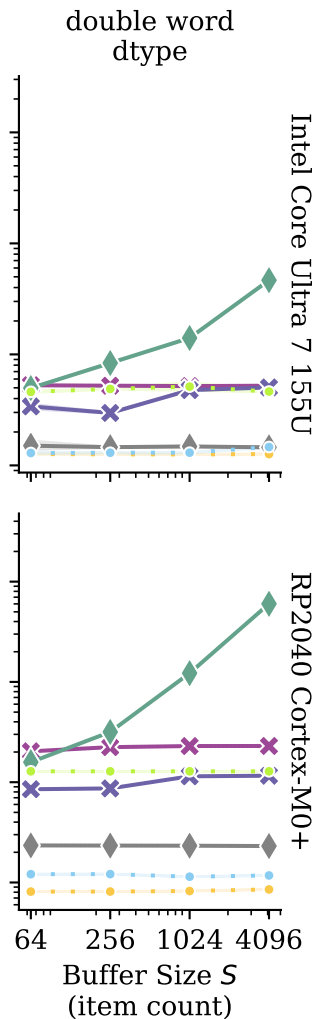 double word
dtype
Intel Core Ultra 7 155U
RP2040 Cortex-M0+
64 256 1024 4096
Buffer Size S
(item count)